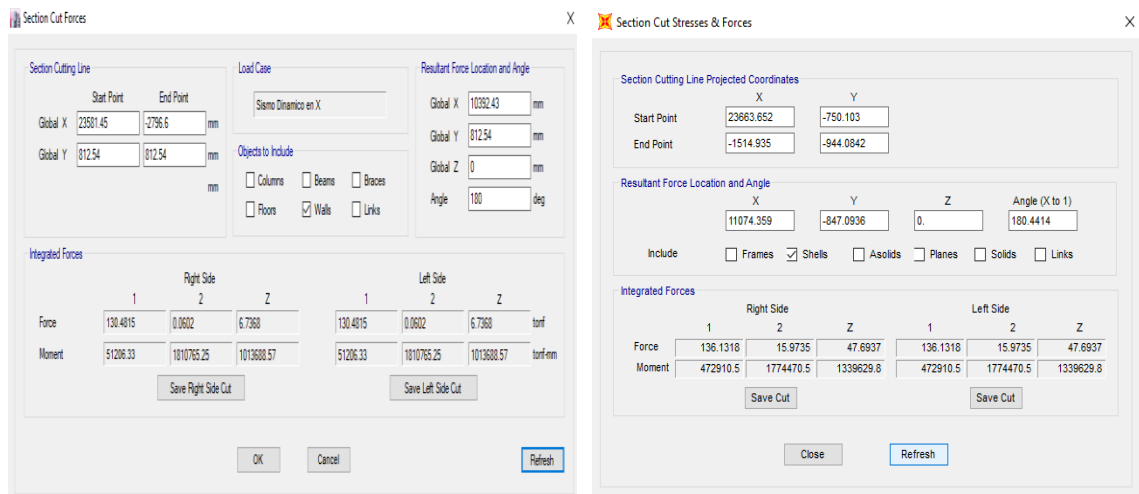 Section Cut Forces X
Section Cutting Line
Start Point End Point
Global X 23581.45 -2796.6 mm
Global Y 812.54 812.54 mm
mm
Load Case
Sismo Dinamico en X
Objects to Include
Columns Beams Braces
Floors Walls Links
Resultant Force Location and Angle
Global X 10392.43 mm
Global Y 812.54 mm
Global Z 0 mm
Angle 180 deg
Integrated Forces
Right Side Left Side
1 2 Z 1 2 Z
Force 130.4815 0.0602 6.7368 130.4815 0.0602 6.7368 tonf
Moment 51206.33 1810765.25 1013688.57 51206.33 1810765.25 1013688.57 tonf-mm
Save Right Side Cut Save Left Side Cut
OK Cancel Refresh
Section Cut Stresses & Forces X
Section Cutting Line Projected Coordinates
X Y
Start Point 23663.652 -750.103
End Point -1514.935 -944.0842
Resultant Force Location and Angle
X Y Z Angle (X to 1)
11074.359 -847.0936 0. 180.4414
Include Frames Shells Asolids Planes Solids Links
Integrated Forces
Right Side Left Side
1 2 Z 1 2 Z
Force 136.1318 15.9735 47.6937 136.1318 15.9735 47.6937
Moment 472910.5 1774470.5 1339629.8 472910.5 1774470.5 1339629.8
Save Cut Save Cut
Close Refresh